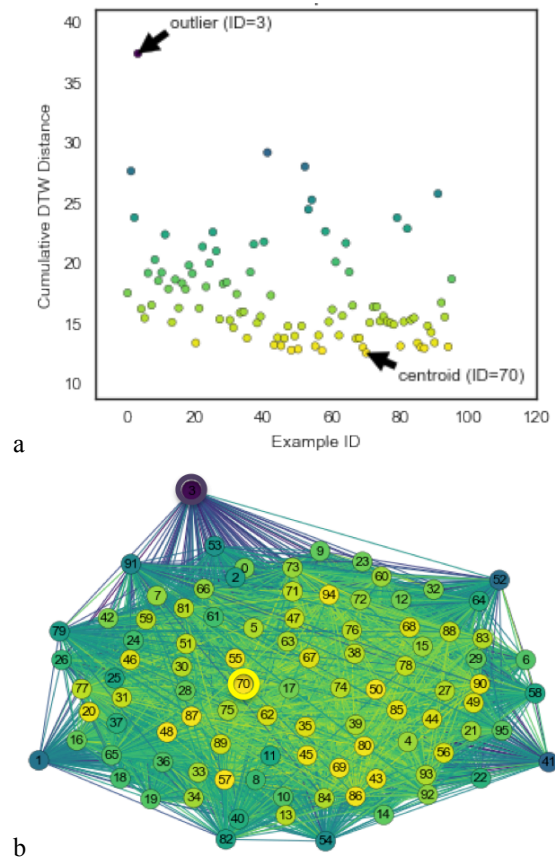 40
outlier (ID=3)
35
30
25
20
15
10
Cumulative DTW Distance
centroid (ID=70)
0 20 40 60 80 100 120
Example ID
a
3
53 9
91 0 73 23
2 60 52
7 66 71 94 72 12 32 64
42 59 81 61 5 47
79 24 51 63 76 68 88 83
26 46 30 55 67 38 78 15 29 6
77 25 31 28 70 17 74 50 27 90 58
20 37 87 75 62 85 49
16 48 35 39 44 21 95
65 89 11 45 80 4 56
1 36 33 57 8 69 43 93 22 41
18 19 34 10 84 86 92
40 13 14
82 54
b